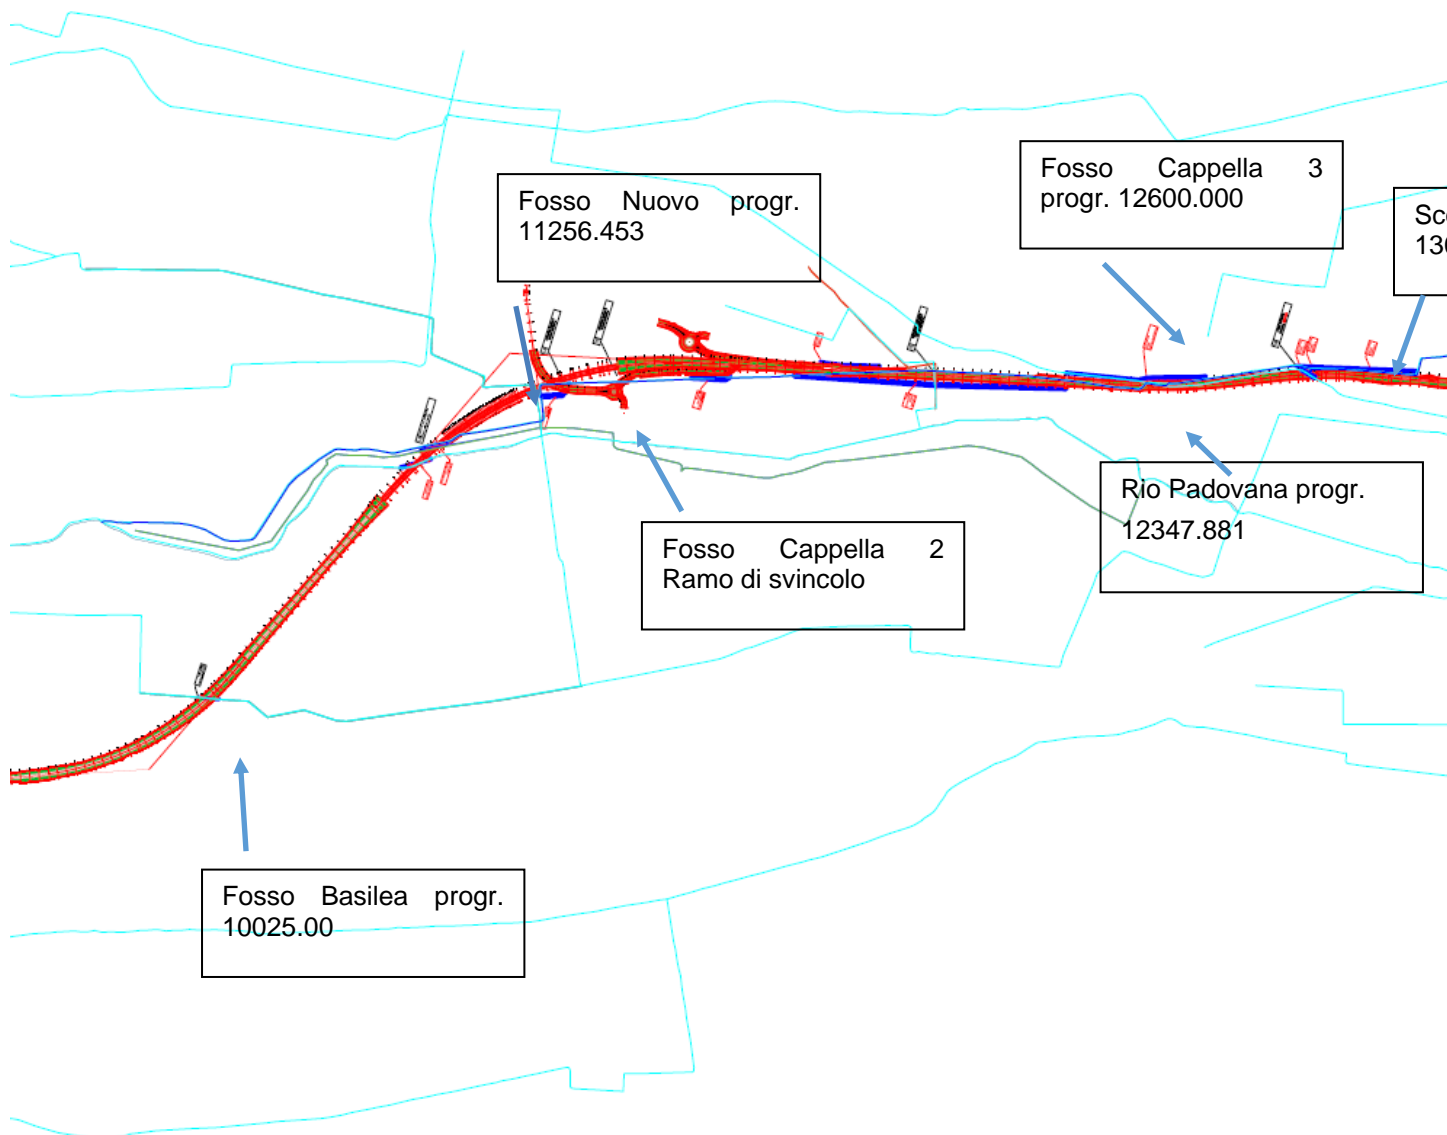 Fosso Cappella 3
progr. 12600.000
Fosso Nuovo progr.
11256.453
Rio Padovana progr.
12347.881
Fosso Cappella 2
Ramo di svincolo
Fosso Basilea progr.
10025.00